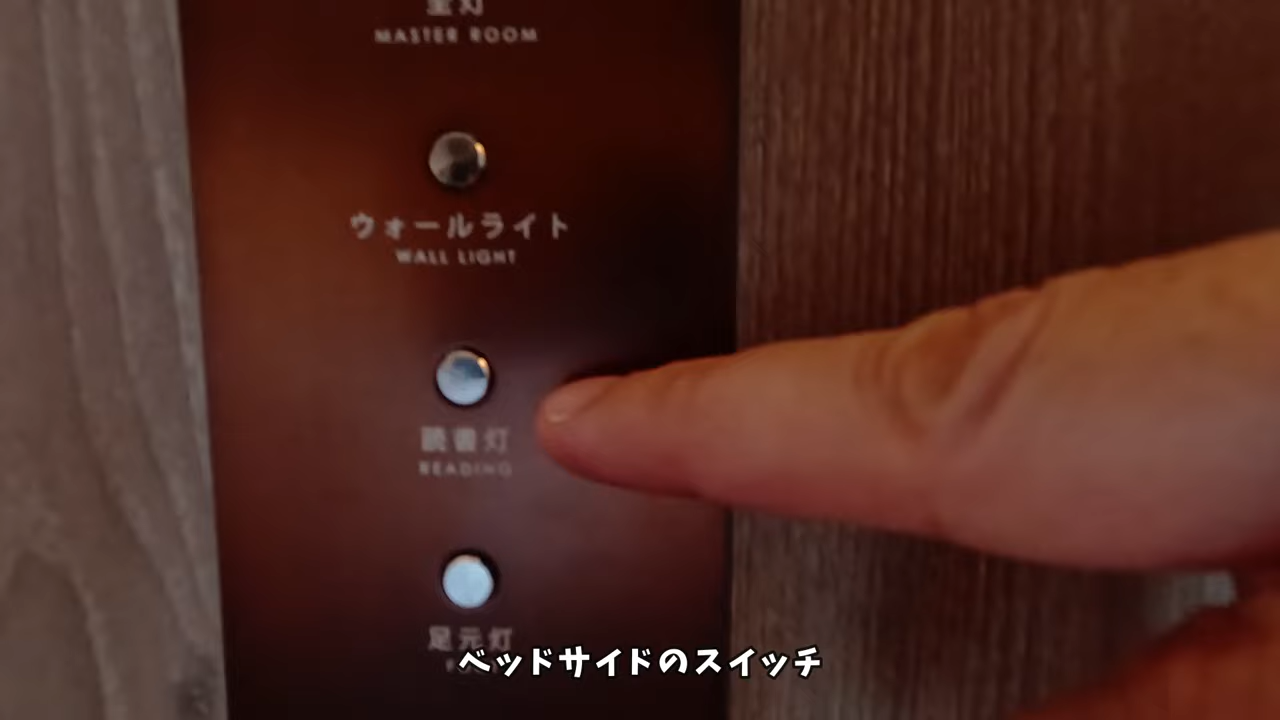 MASTER ROOM
ウォールライト
WALL LIGHT
読書灯
READING
足元灯
ベッドサイドのスイッチ